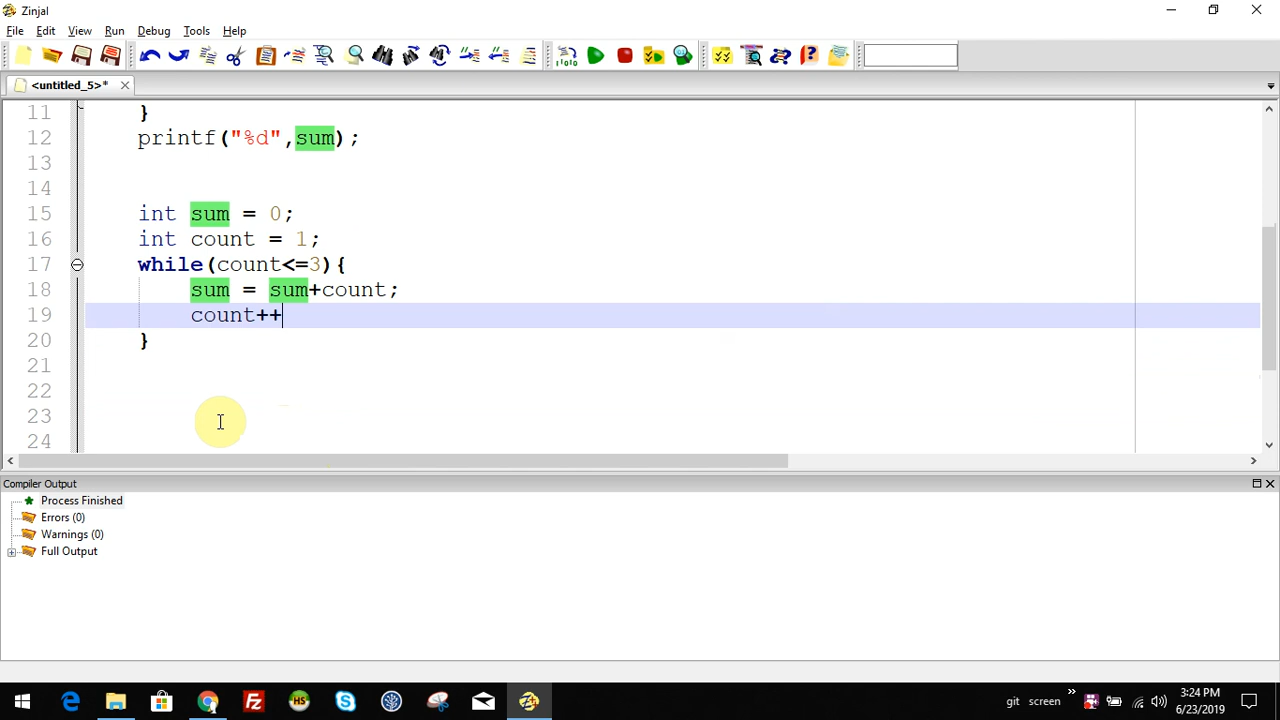 Zinjal
File Edit View Run Debug Tools Help
<untitled_5>*
11 }
12 printf("%d",sum);
13
14
15 int sum = 0;
16 int count = 1;
17 while(count<=3){
18 sum = sum+count;
19 count++
20 }
21
22
23
24
Compiler Output
Process Finished
Errors (0)
Warnings (0)
Full Output
git screen
3:24 PM
6/23/2019